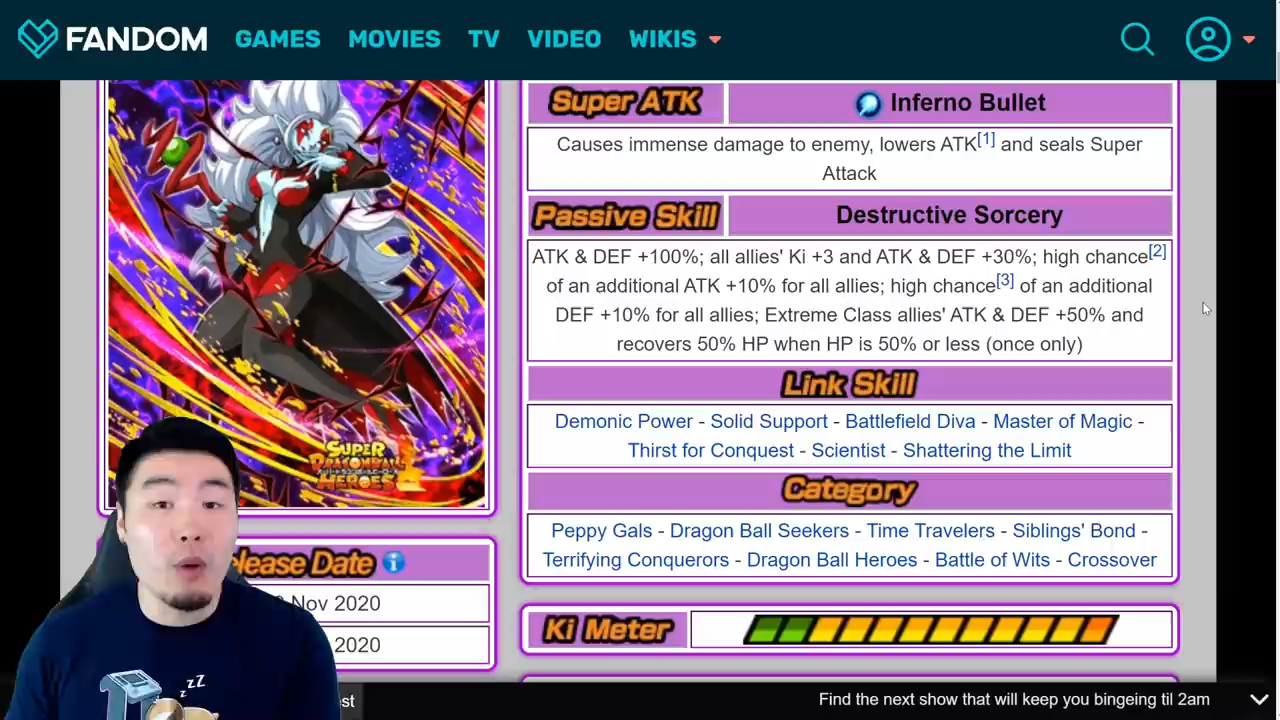 FANDOM GAMES MOVIES TV VIDEO WIKIS
Super ATK Inferno Bullet
Causes immense damage to enemy, lowers ATK[1] and seals Super
Attack
Passive Skill Destructive Sorcery
ATK & DEF +100%; all allies' Ki +3 and ATK & DEF +30%; high chance[2]
of an additional ATK +10% for all allies; high chance[3] of an additional
DEF +10% for all allies; Extreme Class allies' ATK & DEF +50% and
recovers 50% HP when HP is 50% or less (once only)
Link Skill
Demonic Power - Solid Support - Battlefield Diva - Master of Magic -
Thirst for Conquest - Scientist - Shattering the Limit
Category
Peppy Gals - Dragon Ball Seekers - Time Travelers - Siblings' Bond -
Terrifying Conquerors - Dragon Ball Heroes - Battle of Wits - Crossover
Ki Meter
SUPER
DRAGONBALL
HEROES
lease Date
Nov 2020
2020
zzZ
st
Find the next show that will keep you bingeing til 2am